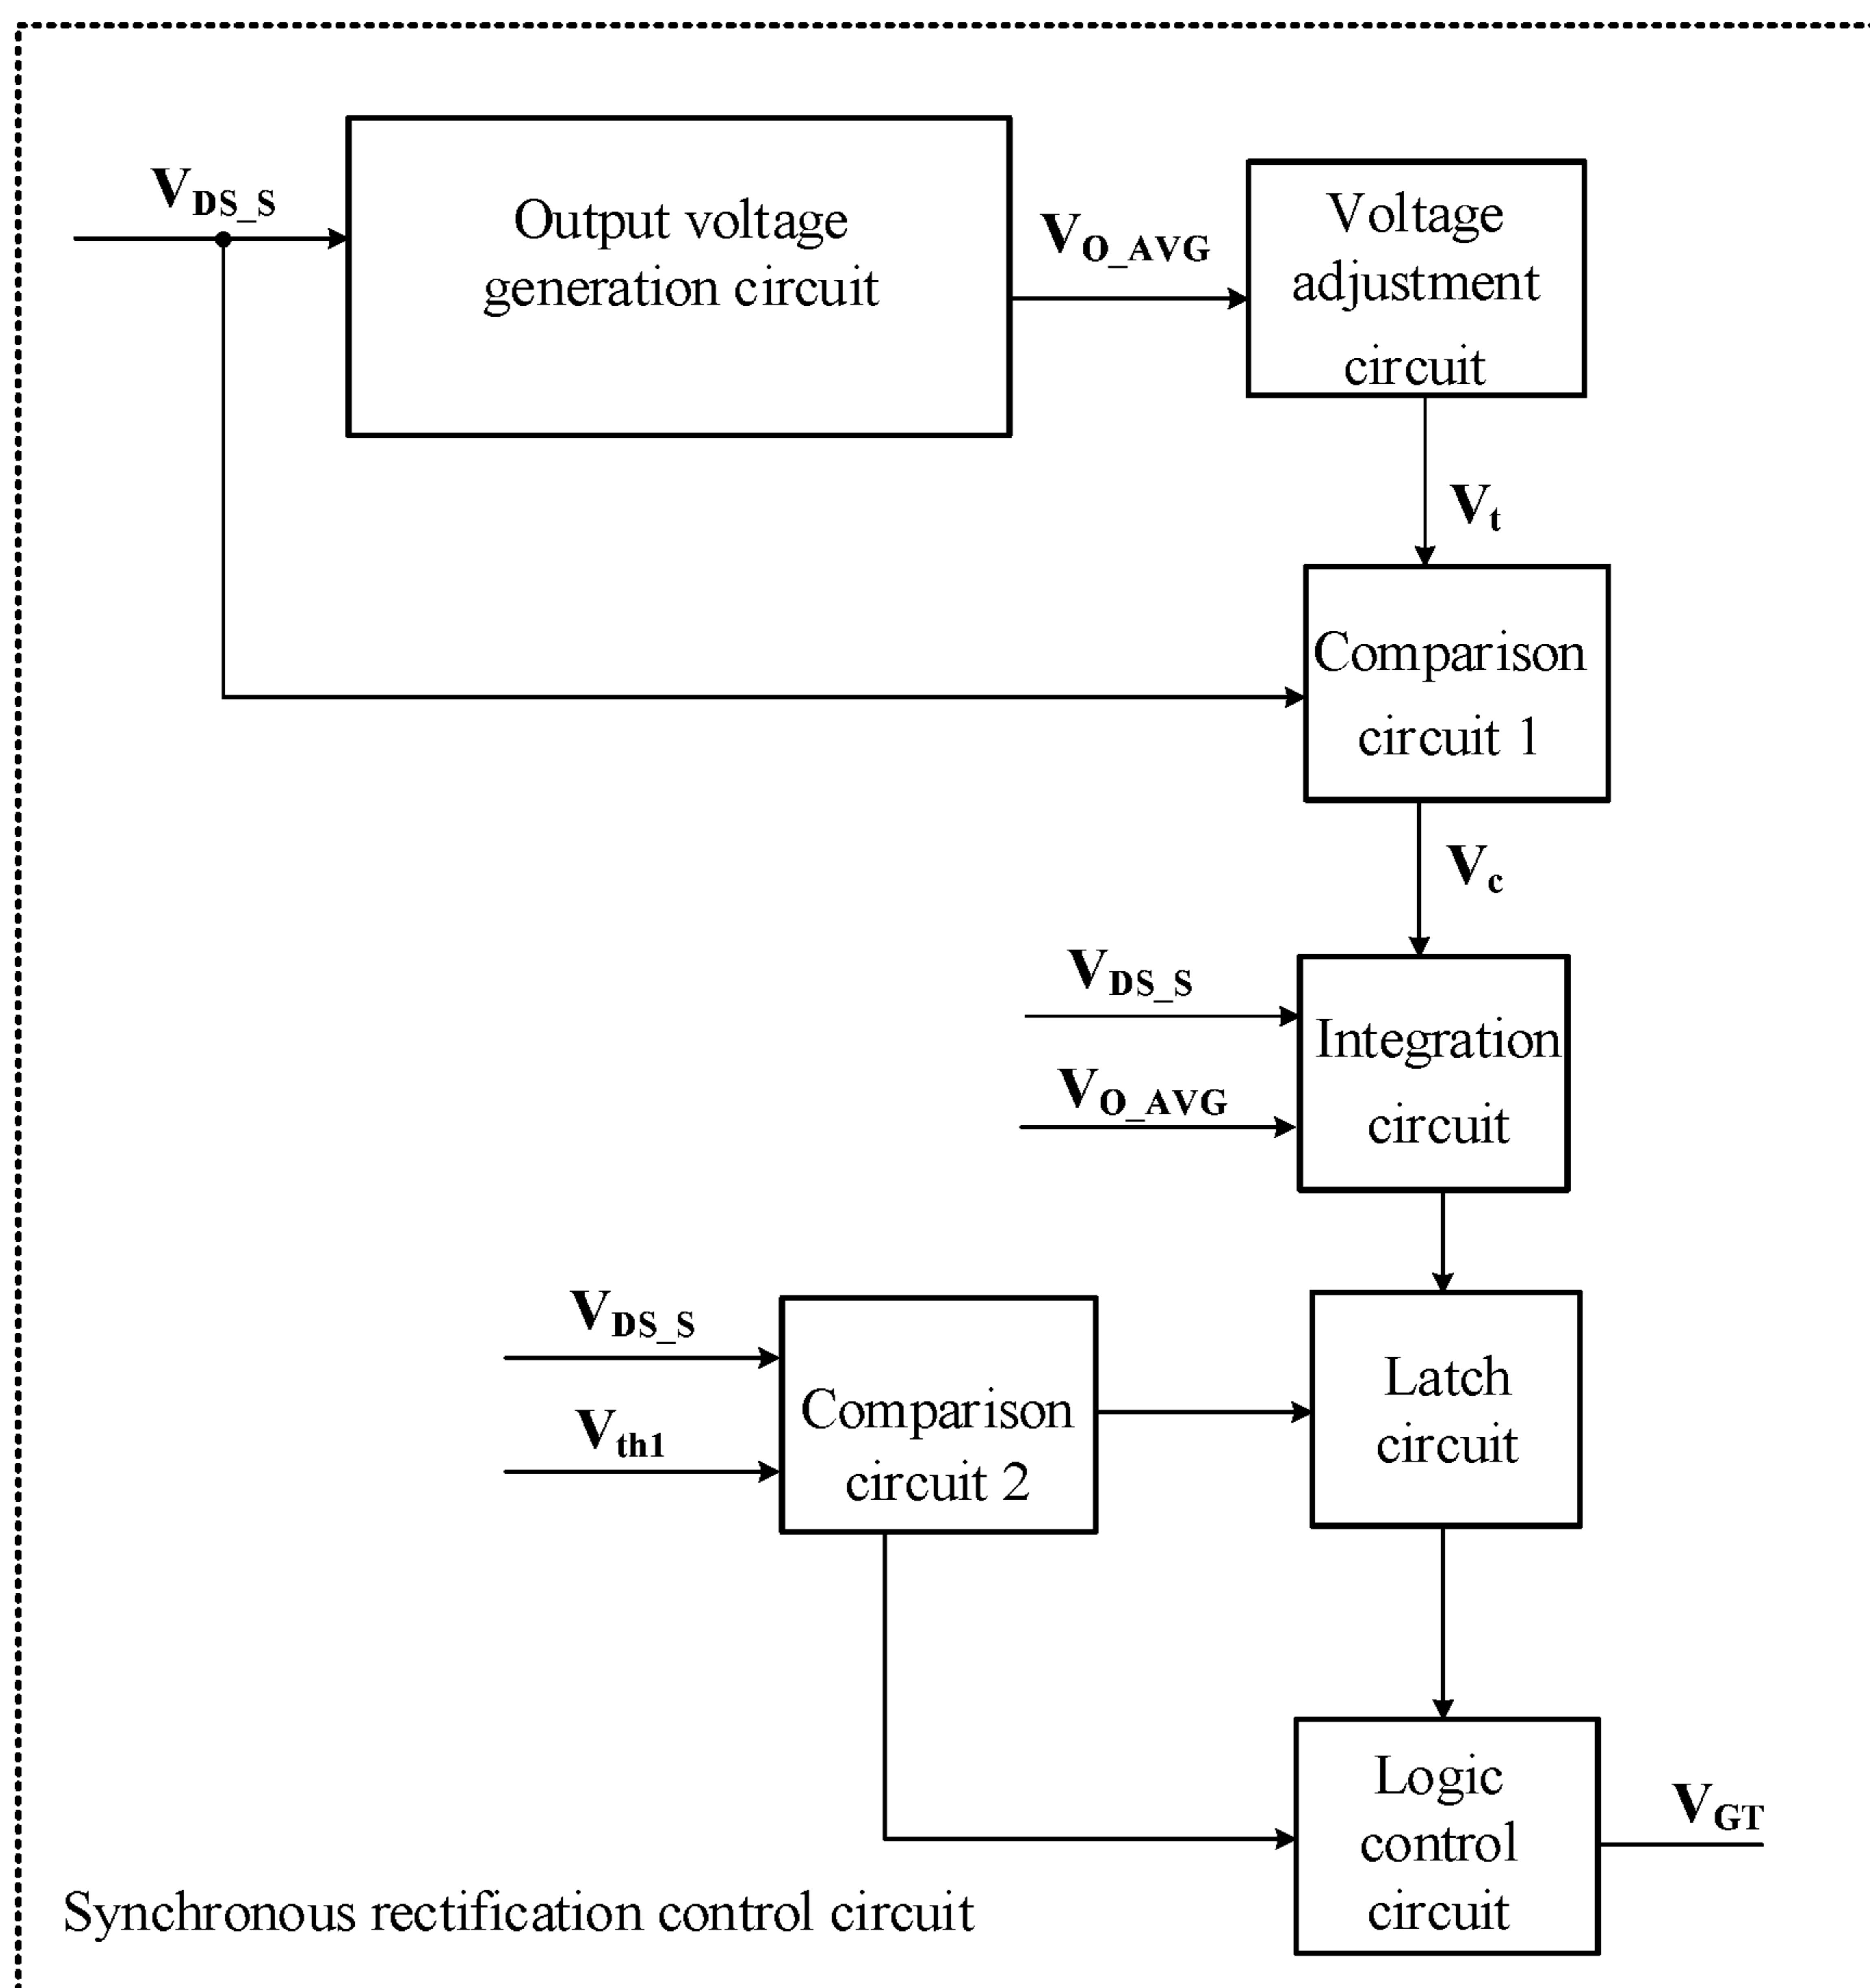 V_DS_S
Output voltage
generation circuit
V_O_AVG
Voltage
adjustment
circuit
V_t
Comparison
circuit 1
V_c
V_DS_S
V_O_AVG
Integration
circuit
V_DS_S
V_th1
Comparison
circuit 2
Latch
circuit
Logic
control
circuit
V_GT
Synchronous rectification control circuit